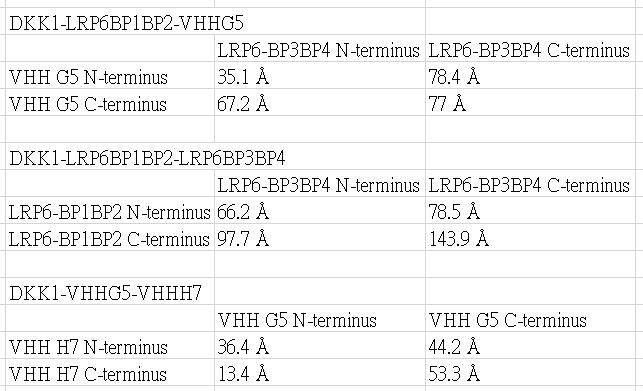 DKK1-LRP6BP1BP2-VHHG5
LRP6-BP3BP4 N-terminus LRP6-BP3BP4 C-terminus
VHH G5 N-terminus 35.1 Å 78.4 Å
VHH G5 C-terminus 67.2 Å 77 Å
DKK1-LRP6BP1BP2-LRP6BP3BP4
LRP6-BP3BP4 N-terminus LRP6-BP3BP4 C-terminus
LRP6-BP1BP2 N-terminus 66.2 Å 78.5 Å
LRP6-BP1BP2 C-terminus 97.7 Å 143.9 Å
DKK1-VHHG5-VHHH7
VHH G5 N-terminus VHH G5 C-terminus
VHH H7 N-terminus 36.4 Å 44.2 Å
VHH H7 C-terminus 13.4 Å 53.3 Å